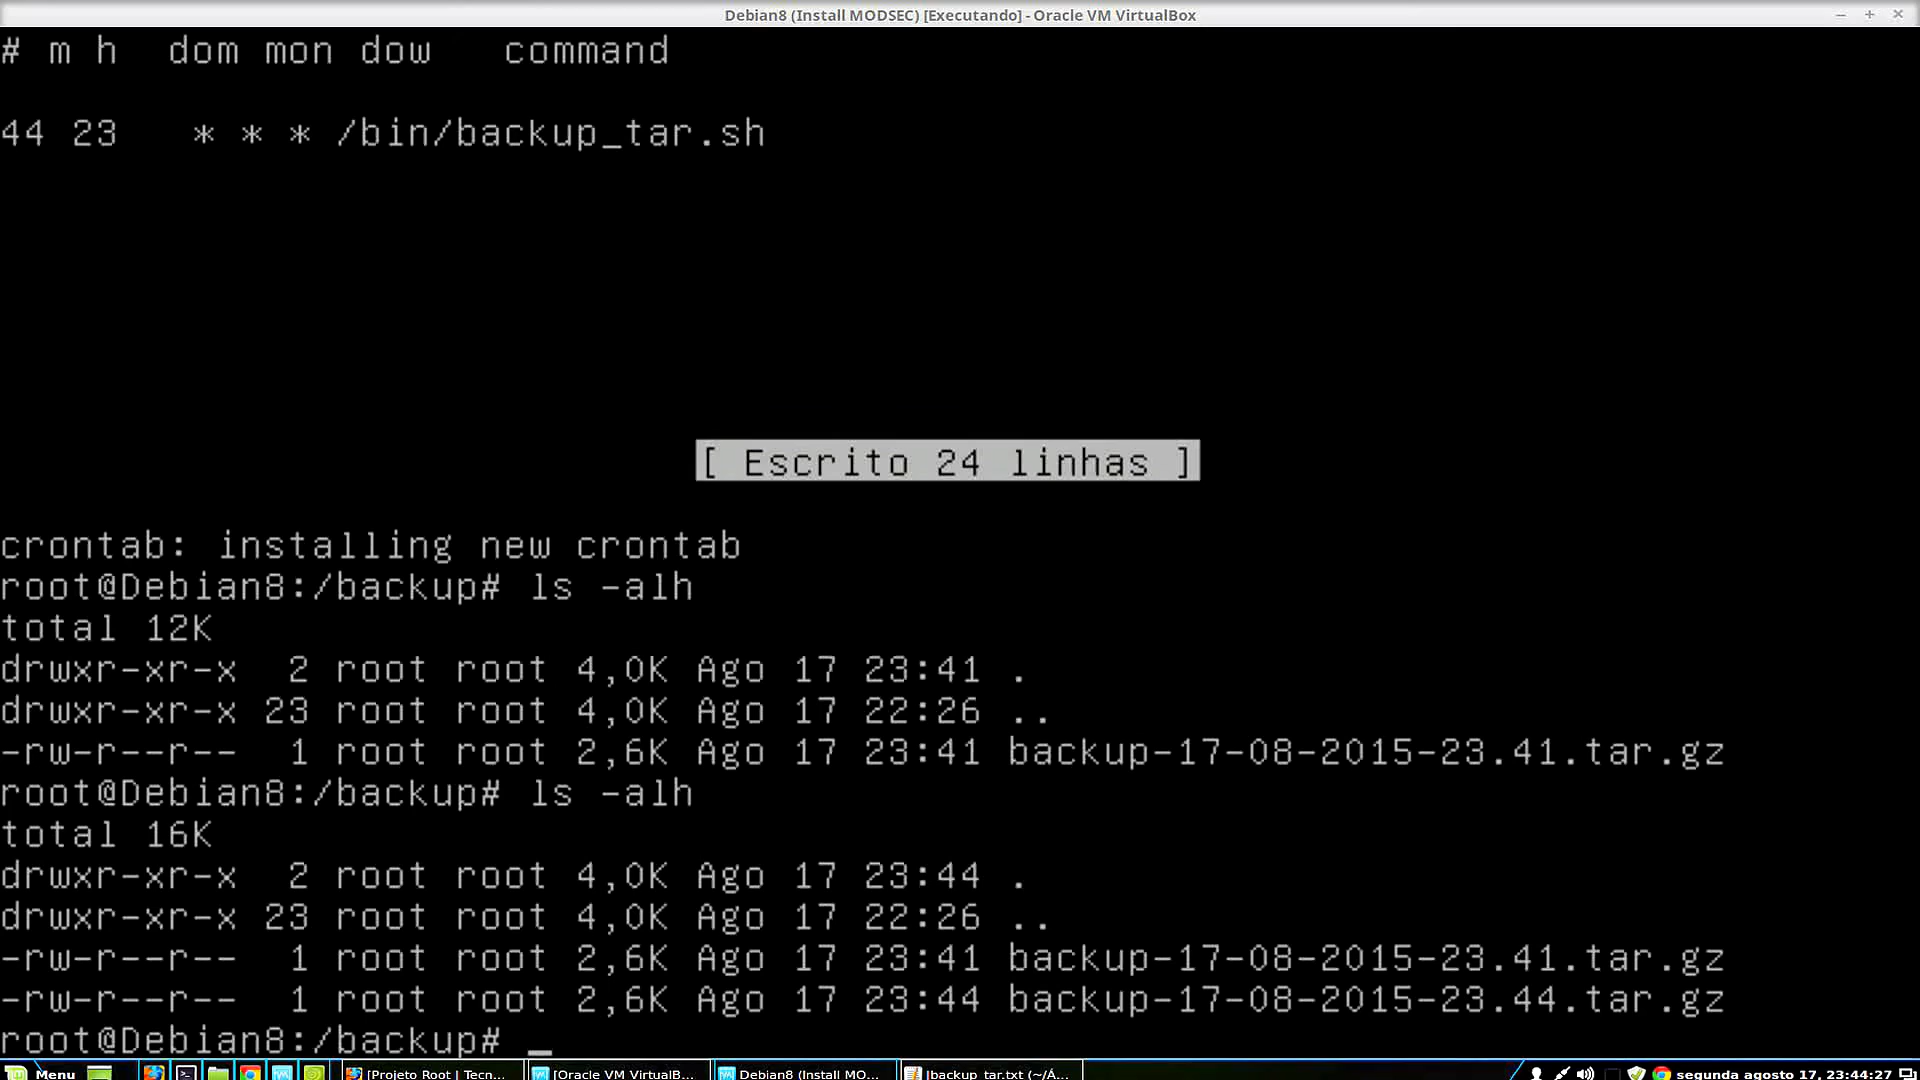 Debian8 (Install MODSEC) [Executando] - Oracle VM VirtualBox
# m h  dom mon dow   command
44 23   * * * /bin/backup_tar.sh
[ Escrito 24 linhas ]
crontab: installing new crontab
root@Debian8:/backup# ls -alh
total 12K
drwxr-xr-x  2 root root 4,0K Ago 17 23:41 .
drwxr-xr-x 23 root root 4,0K Ago 17 22:26 ..
-rw-r--r--  1 root root 2,6K Ago 17 23:41 backup-17-08-2015-23.41.tar.gz
root@Debian8:/backup# ls -alh
total 16K
drwxr-xr-x  2 root root 4,0K Ago 17 23:44 .
drwxr-xr-x 23 root root 4,0K Ago 17 22:26 ..
-rw-r--r--  1 root root 2,6K Ago 17 23:41 backup-17-08-2015-23.41.tar.gz
-rw-r--r--  1 root root 2,6K Ago 17 23:44 backup-17-08-2015-23.44.tar.gz
root@Debian8:/backup# _
Menu [Projeto Root | Tecn... [Oracle VM VirtualB... Debian8 (Install MO... [backup_tar.txt (~/Á... segunda agosto 17, 23:44:27